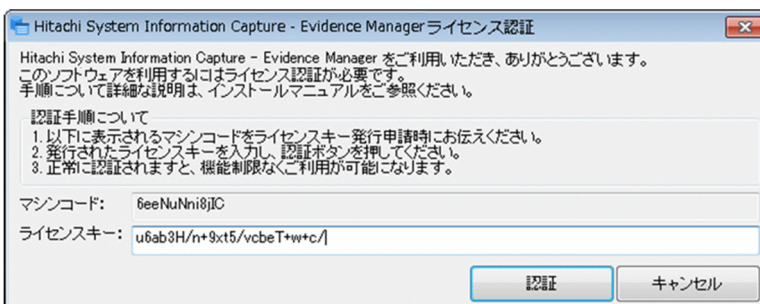 Hitachi System Information Capture - Evidence Managerライセンス認証
Hitachi System Information Capture - Evidence Manager をご利用いただき、ありがとうございます。
このソフトウェアを利用するにはライセンス認証が必要です。
手順について詳細な説明は、インストールマニュアルをご参照ください。
認証手順について
1. 以下に表示されるマシンコードをライセンスキー発行申請時にお伝えください。
2. 発行されたライセンスキーを入力し、認証ボタンを押してください。
3. 正常に認証されますと、機能制限なくご利用が可能になります。
マシンコード: 6eeNuNni8jIC
ライセンスキー: u6ab3H/n+9xt5/vcbeT+w+c/
認証 キャンセル